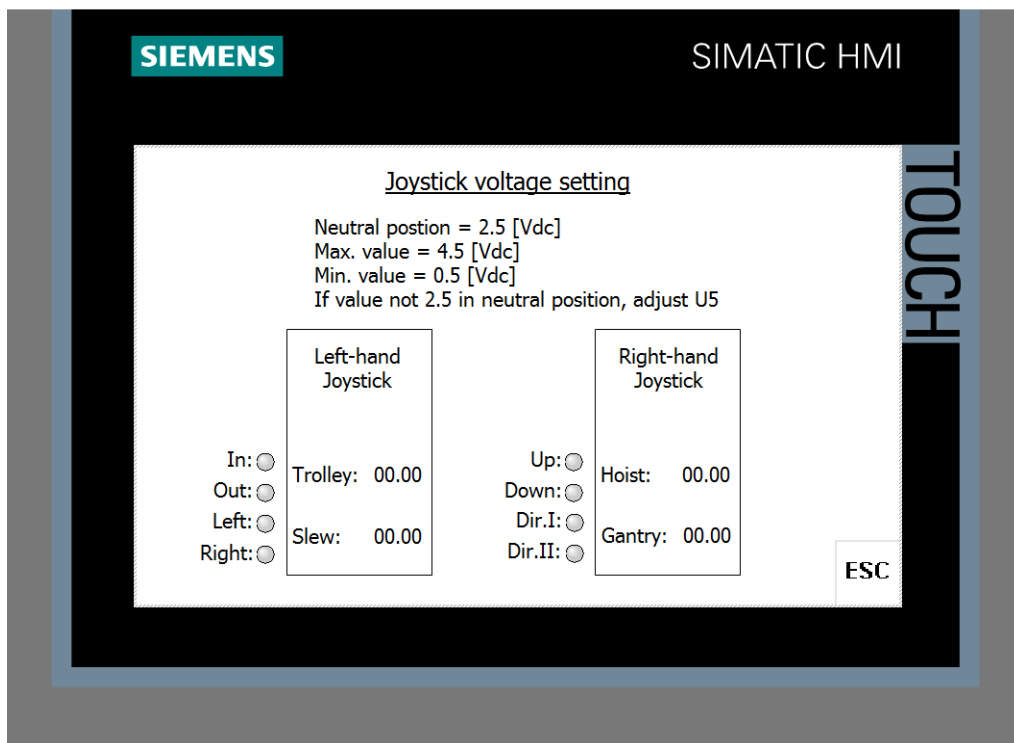 SIEMENS
SIMATIC HMI
TOUCH
Joystick voltage setting
Neutral postion = 2.5 [Vdc]
Max. value = 4.5 [Vdc]
Min. value = 0.5 [Vdc]
If value not 2.5 in neutral position, adjust U5
Left-hand
Joystick
In:
Out:
Left:
Right:
Trolley: 00.00
Slew: 00.00
Right-hand
Joystick
Up:
Down:
Dir.I:
Dir.II:
Hoist: 00.00
Gantry: 00.00
ESC